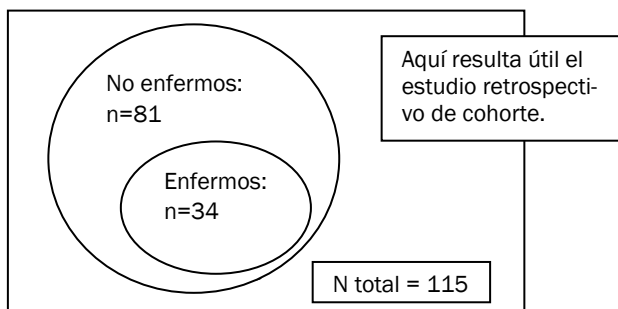 No enfermos:
n=81
Enfermos:
n=34
Aquí resulta útil el
estudio retrospecti-
vo de cohorte.
N total = 115